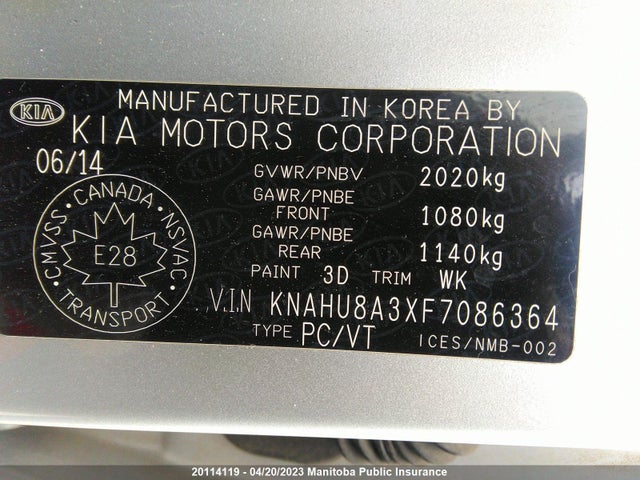 KIA
MANUFACTURED IN KOREA BY
KIA MOTORS CORPORATION
06/14
GVWR/PNBV 2020kg
GAWR/PNBE FRONT 1080kg
GAWR/PNBE REAR 1140kg
PAINT 3D TRIM WK
V.I.N KNAHU8A3XF7086364
TYPE PC/VT ICES/NMB-002
CMVSS • CANADA • NSVAC • TRANSPORT •
E28
20114119 - 04/20/2023 Manitoba Public Insurance